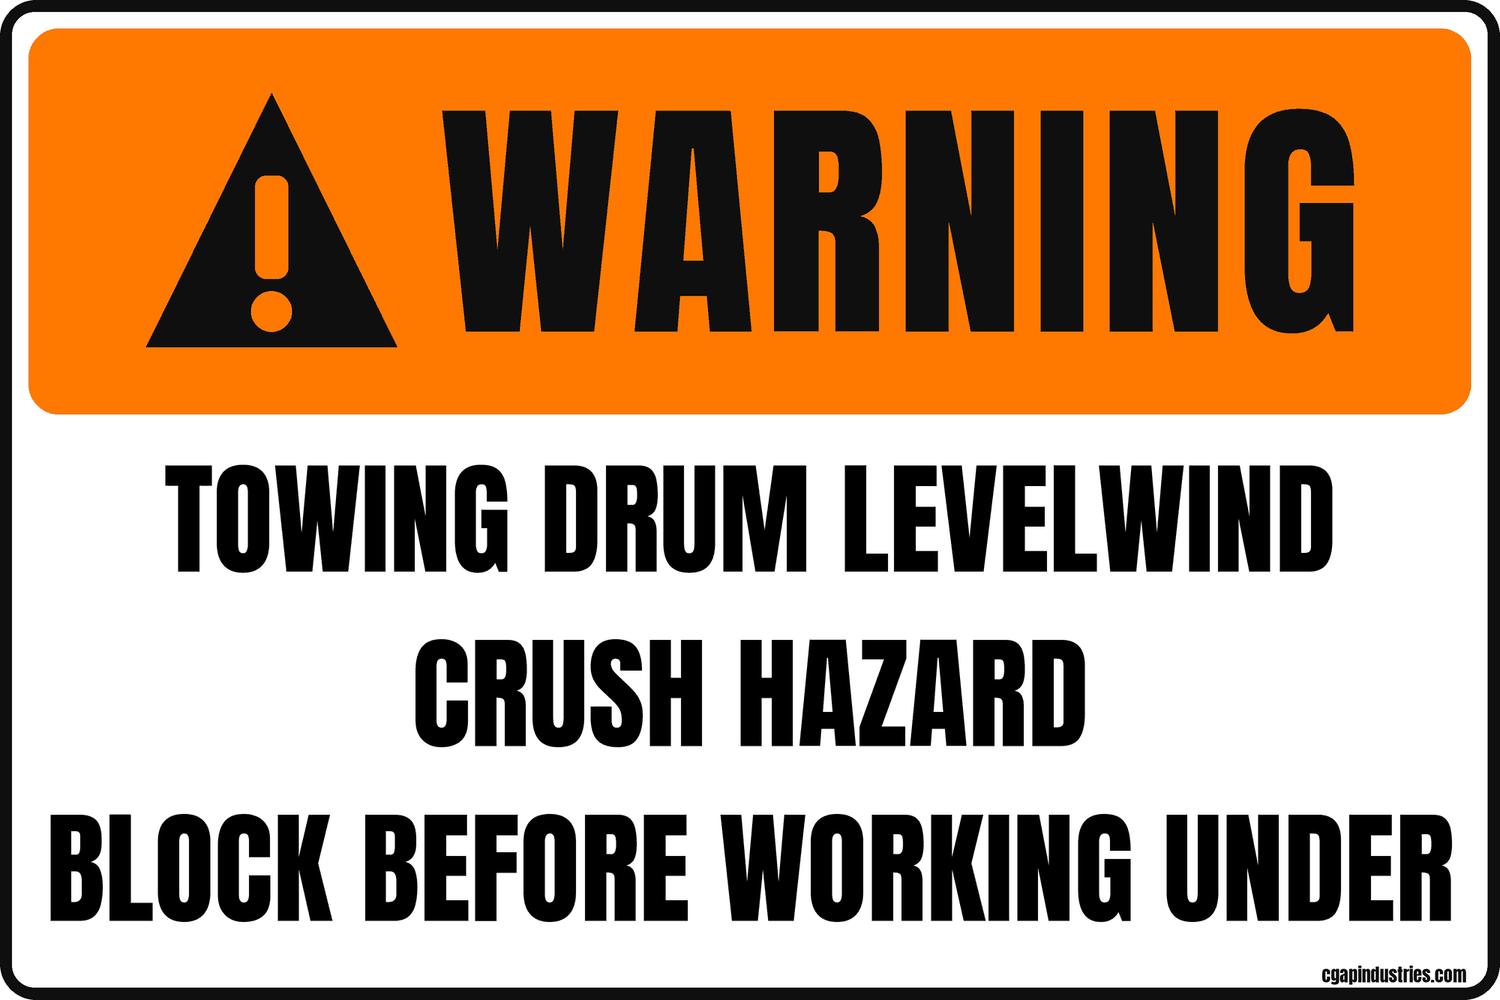 WARNING
TOWING DRUM LEVELWIND
CRUSH HAZARD
BLOCK BEFORE WORKING UNDER
cgapindustries.com